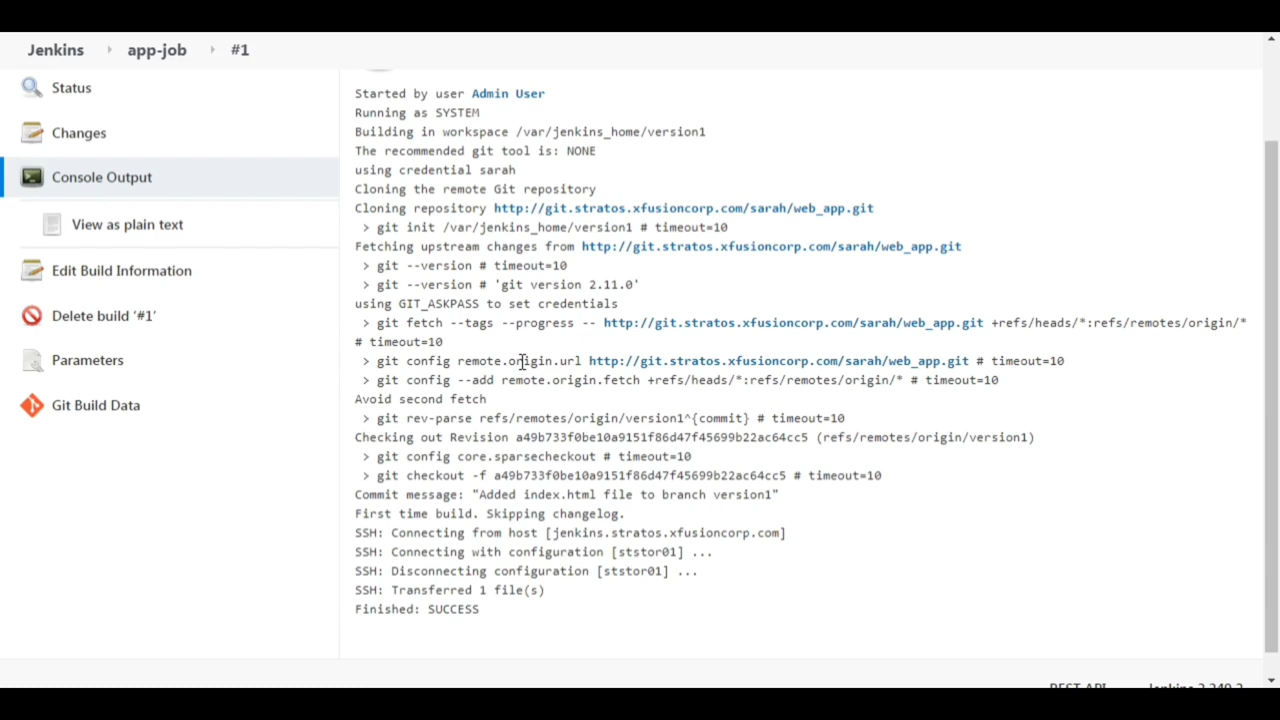 Jenkins app-job #1
Status
Changes
Console Output
View as plain text
Edit Build Information
Delete build ‘#1’
Parameters
Git Build Data
Started by user Admin User
Running as SYSTEM
Building in workspace /var/jenkins_home/version1
The recommended git tool is: NONE
using credential sarah
Cloning the remote Git repository
Cloning repository http://git.stratos.xfusioncorp.com/sarah/web_app.git
> git init /var/jenkins_home/version1 # timeout=10
Fetching upstream changes from http://git.stratos.xfusioncorp.com/sarah/web_app.git
> git --version # timeout=10
> git --version # 'git version 2.11.0'
using GIT_ASKPASS to set credentials
> git fetch --tags --progress -- http://git.stratos.xfusioncorp.com/sarah/web_app.git +refs/heads/*:refs/remotes/origin/*
# timeout=10
> git config remote.origin.url http://git.stratos.xfusioncorp.com/sarah/web_app.git # timeout=10
> git config --add remote.origin.fetch +refs/heads/*:refs/remotes/origin/* # timeout=10
Avoid second fetch
> git rev-parse refs/remotes/origin/version1^{commit} # timeout=10
Checking out Revision a49b733f0be10a9151f86d47f45699b22ac64cc5 (refs/remotes/origin/version1)
> git config core.sparsecheckout # timeout=10
> git checkout -f a49b733f0be10a9151f86d47f45699b22ac64cc5 # timeout=10
Commit message: "Added index.html file to branch version1"
First time build. Skipping changelog.
SSH: Connecting from host [jenkins.stratos.xfusioncorp.com]
SSH: Connecting with configuration [ststor01] ...
SSH: Disconnecting configuration [ststor01] ...
SSH: Transferred 1 file(s)
Finished: SUCCESS
REST API Jenkins